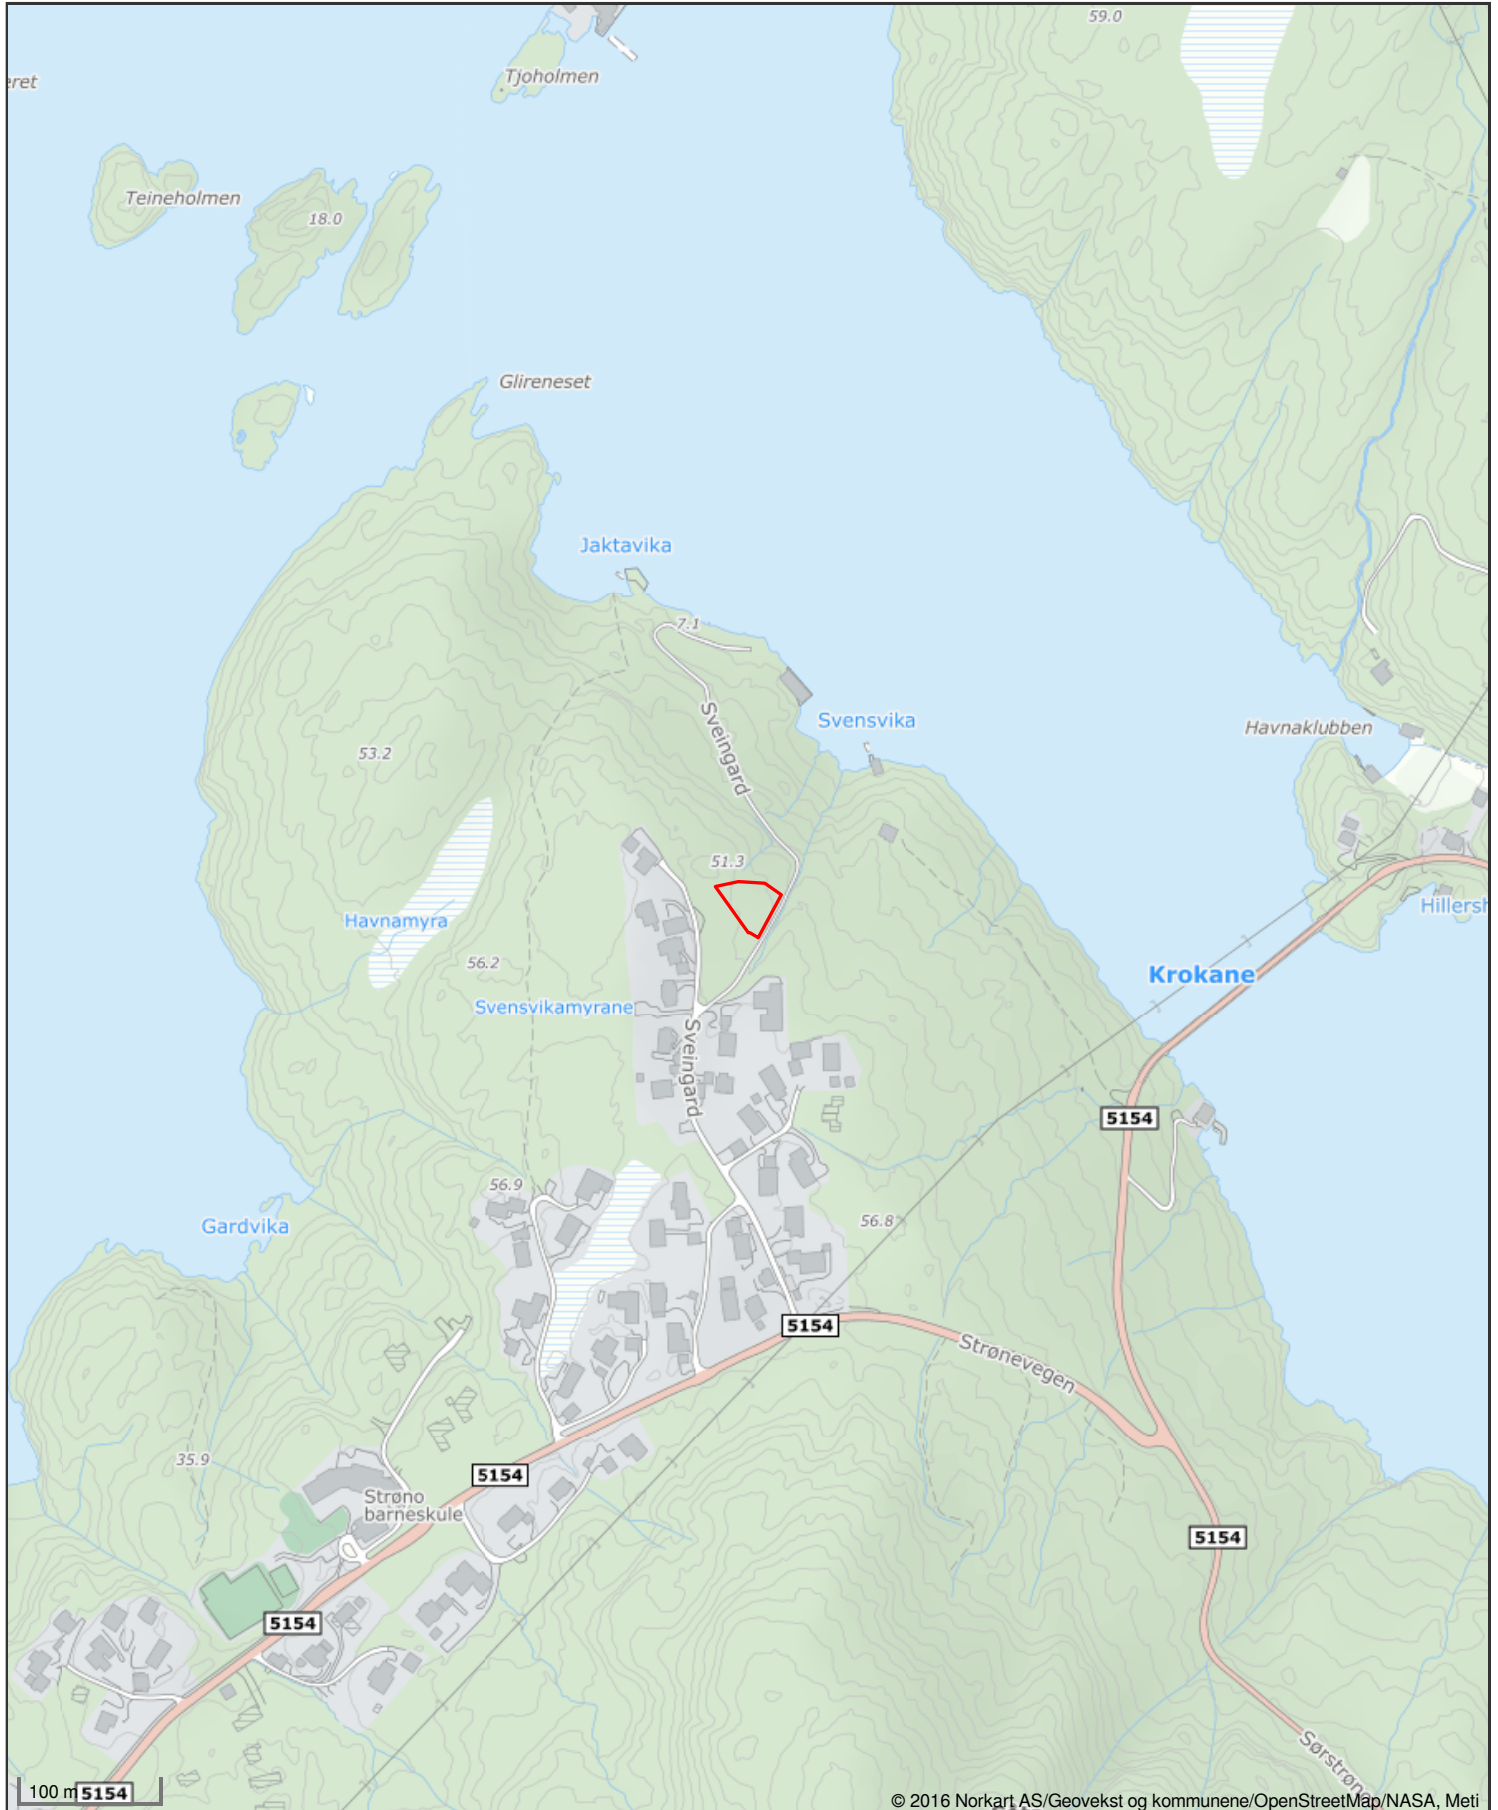 59.0
Tjoholmen
eret
Teineholmen
18.0
Glireneset
Jaktavika
7.1
Sveingard
Svensvika
Havnaklubben
53.2
51.3
Havnamyra
Hillersh
56.2
Krokane
Svensvikamyrane
Sveingard
5154
56.9
56.8
Gardvika
5154
Strønevegen
35.9
5154
Strøno
barneskule
5154
5154
Sørstrøno
100 m
5154
© 2016 Norkart AS/Geovekst og kommunene/OpenStreetMap/NASA, Meti